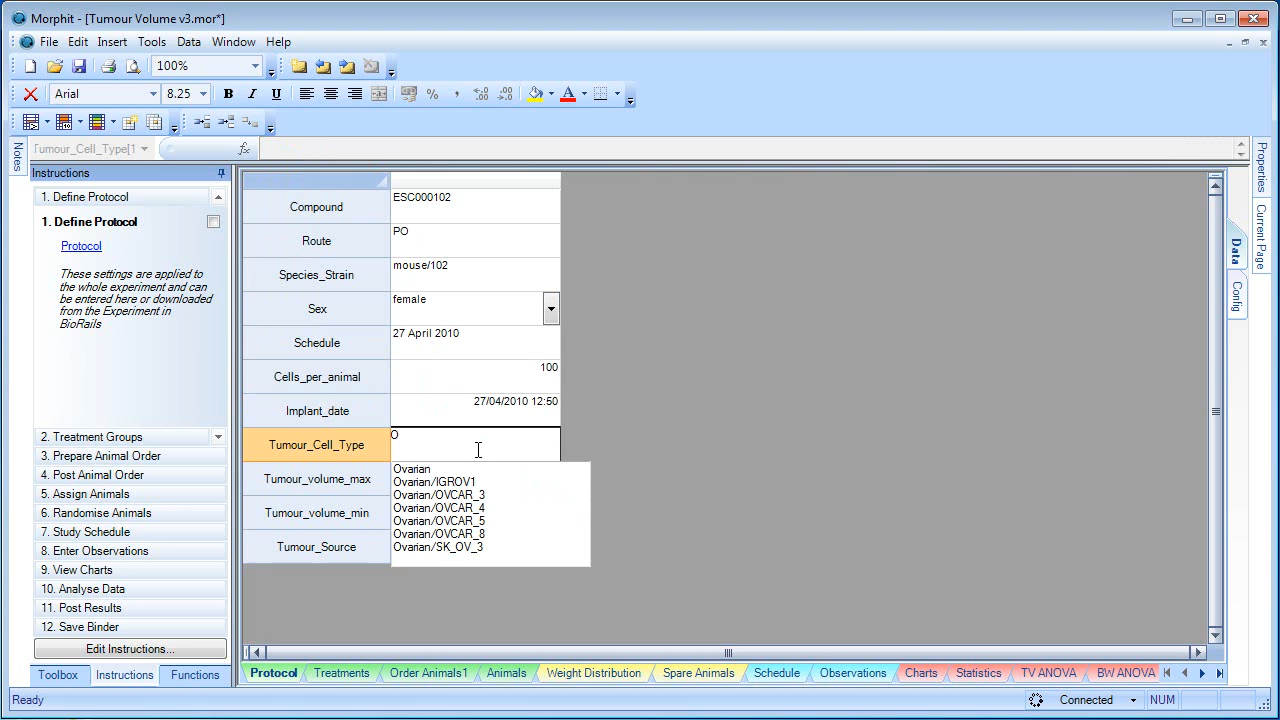 Morphit - [Tumour Volume v3.mor*]
File Edit Insert Tools Data Window Help
100%
Arial 8.25 B I U
Tumour_Cell_Type[1 fx
Notes
Instructions
1. Define Protocol
1. Define Protocol
Protocol
These settings are applied to
the whole experiment and can
be entered here or downloaded
from the Experiment in
BioRails
2. Treatment Groups
3. Prepare Animal Order
4. Post Animal Order
5. Assign Animals
6. Randomise Animals
7. Study Schedule
8. Enter Observations
9. View Charts
10. Analyse Data
11. Post Results
12. Save Binder
Edit Instructions...
Toolbox Instructions Functions
Compound ESC000102
Route PO
Species_Strain mouse/102
Sex female
Schedule 27 April 2010
Cells_per_animal 100
Implant_date 27/04/2010 12:50
Tumour_Cell_Type O
Tumour_volume_max
Tumour_volume_min
Tumour_Source
Ovarian
Ovarian/IGROV1
Ovarian/OVCAR_3
Ovarian/OVCAR_4
Ovarian/OVCAR_5
Ovarian/OVCAR_8
Ovarian/SK_OV_3
Properties
Current Page
Data
Config
Protocol Treatments Order Animals1 Animals Weight Distribution Spare Animals Schedule Observations Charts Statistics TV ANOVA BW ANOVA
Ready Connected NUM